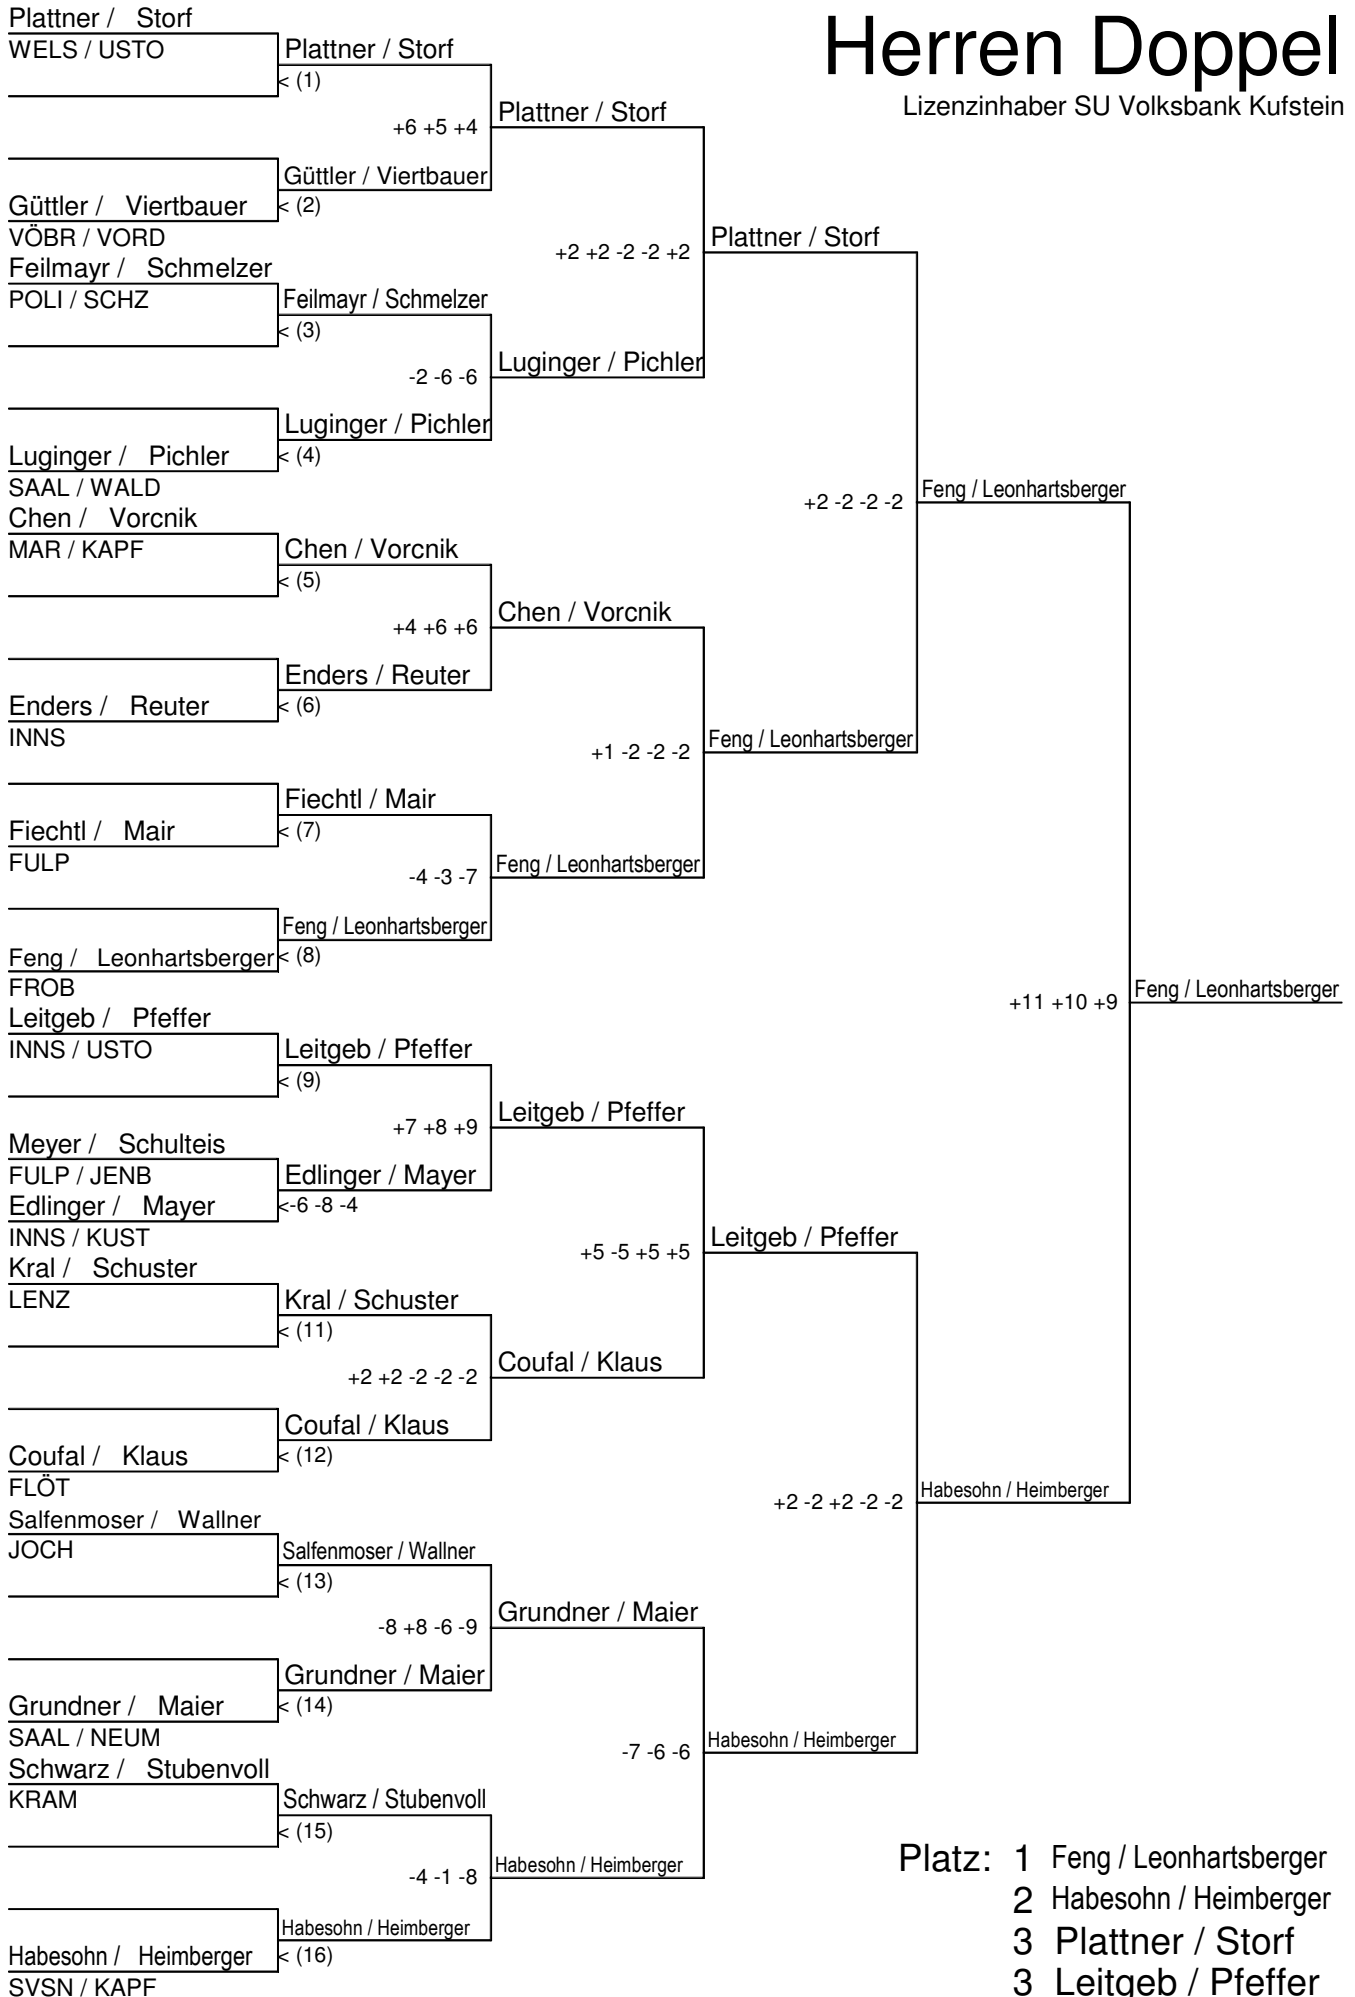 Herren Doppel
Lizenzinhaber SU Volksbank Kufstein
Plattner / Storf
WELS / USTO
Güttler / Viertbauer
VÖBR / VORD
Feilmayr / Schmelzer
POLI / SCHZ
Luginger / Pichler
SAAL / WALD
Chen / Vorcnik
MAR / KAPF
Enders / Reuter
INNS
Fiechtl / Mair
FULP
Feng / Leonhartsberger
FROB
Leitgeb / Pfeffer
INNS / USTO
Meyer / Schulteis
FULP / JENB
Edlinger / Mayer
INNS / KUST
Kral / Schuster
LENZ
Coufal / Klaus
FLÖT
Salfenmoser / Wallner
JOCH
Grundner / Maier
SAAL / NEUM
Schwarz / Stubenvoll
KRAM
Habesohn / Heimberger
SVSN / KAPF
Plattner / Storf
< (1)
+6 +5 +4
Güttler / Viertbauer
< (2)
Feilmayr / Schmelzer
< (3)
-2 -6 -6
Luginger / Pichler
< (4)
Chen / Vorcnik
< (5)
+4 +6 +6
Enders / Reuter
< (6)
Fiechtl / Mair
< (7)
-4 -3 -7
Feng / Leonhartsberger
< (8)
Leitgeb / Pfeffer
< (9)
+7 +8 +9
Edlinger / Mayer
<-6 -8 -4
Kral / Schuster
< (11)
+2 +2 -2 -2 -2
Coufal / Klaus
< (12)
Salfenmoser / Wallner
< (13)
-8 +8 -6 -9
Grundner / Maier
< (14)
Schwarz / Stubenvoll
< (15)
-4 -1 -8
Habesohn / Heimberger
< (16)
Plattner / Storf
+2 +2 -2 -2 +2
Luginger / Pichler
Chen / Vorcnik
+1 -2 -2 -2
Feng / Leonhartsberger
Leitgeb / Pfeffer
+5 -5 +5 +5
Coufal / Klaus
Grundner / Maier
-7 -6 -6
Habesohn / Heimberger
Plattner / Storf
+2 -2 -2 -2
Feng / Leonhartsberger
Leitgeb / Pfeffer
+2 -2 +2 -2 -2
Habesohn / Heimberger
Feng / Leonhartsberger
+11 +10 +9
Habesohn / Heimberger
Feng / Leonhartsberger
Platz: 1 Feng / Leonhartsberger
2 Habesohn / Heimberger
3 Plattner / Storf
3 Leitgeb / Pfeffer